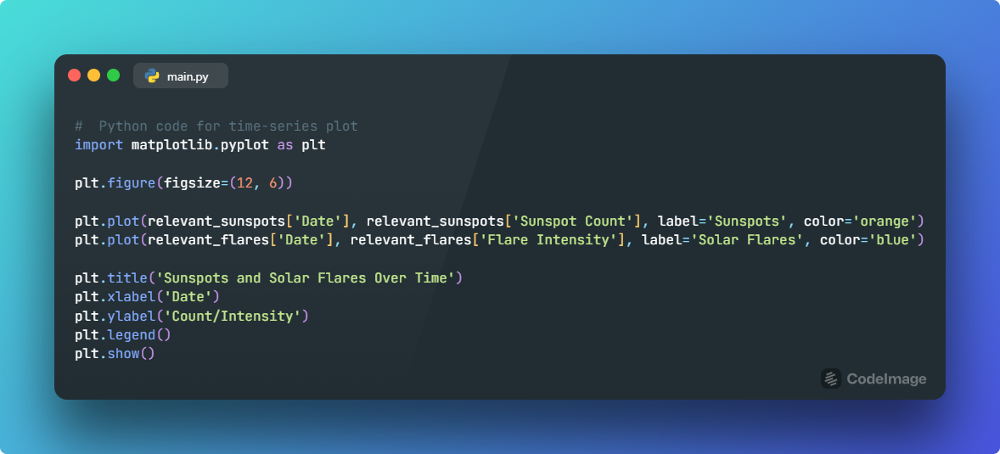 main.py
#  Python code for time-series plot
import matplotlib.pyplot as plt
plt.figure(figsize=(12, 6))
plt.plot(relevant_sunspots['Date'], relevant_sunspots['Sunspot Count'], label='Sunspots', color='orange')
plt.plot(relevant_flares['Date'], relevant_flares['Flare Intensity'], label='Solar Flares', color='blue')
plt.title('Sunspots and Solar Flares Over Time')
plt.xlabel('Date')
plt.ylabel('Count/Intensity')
plt.legend()
plt.show()
CodeImage